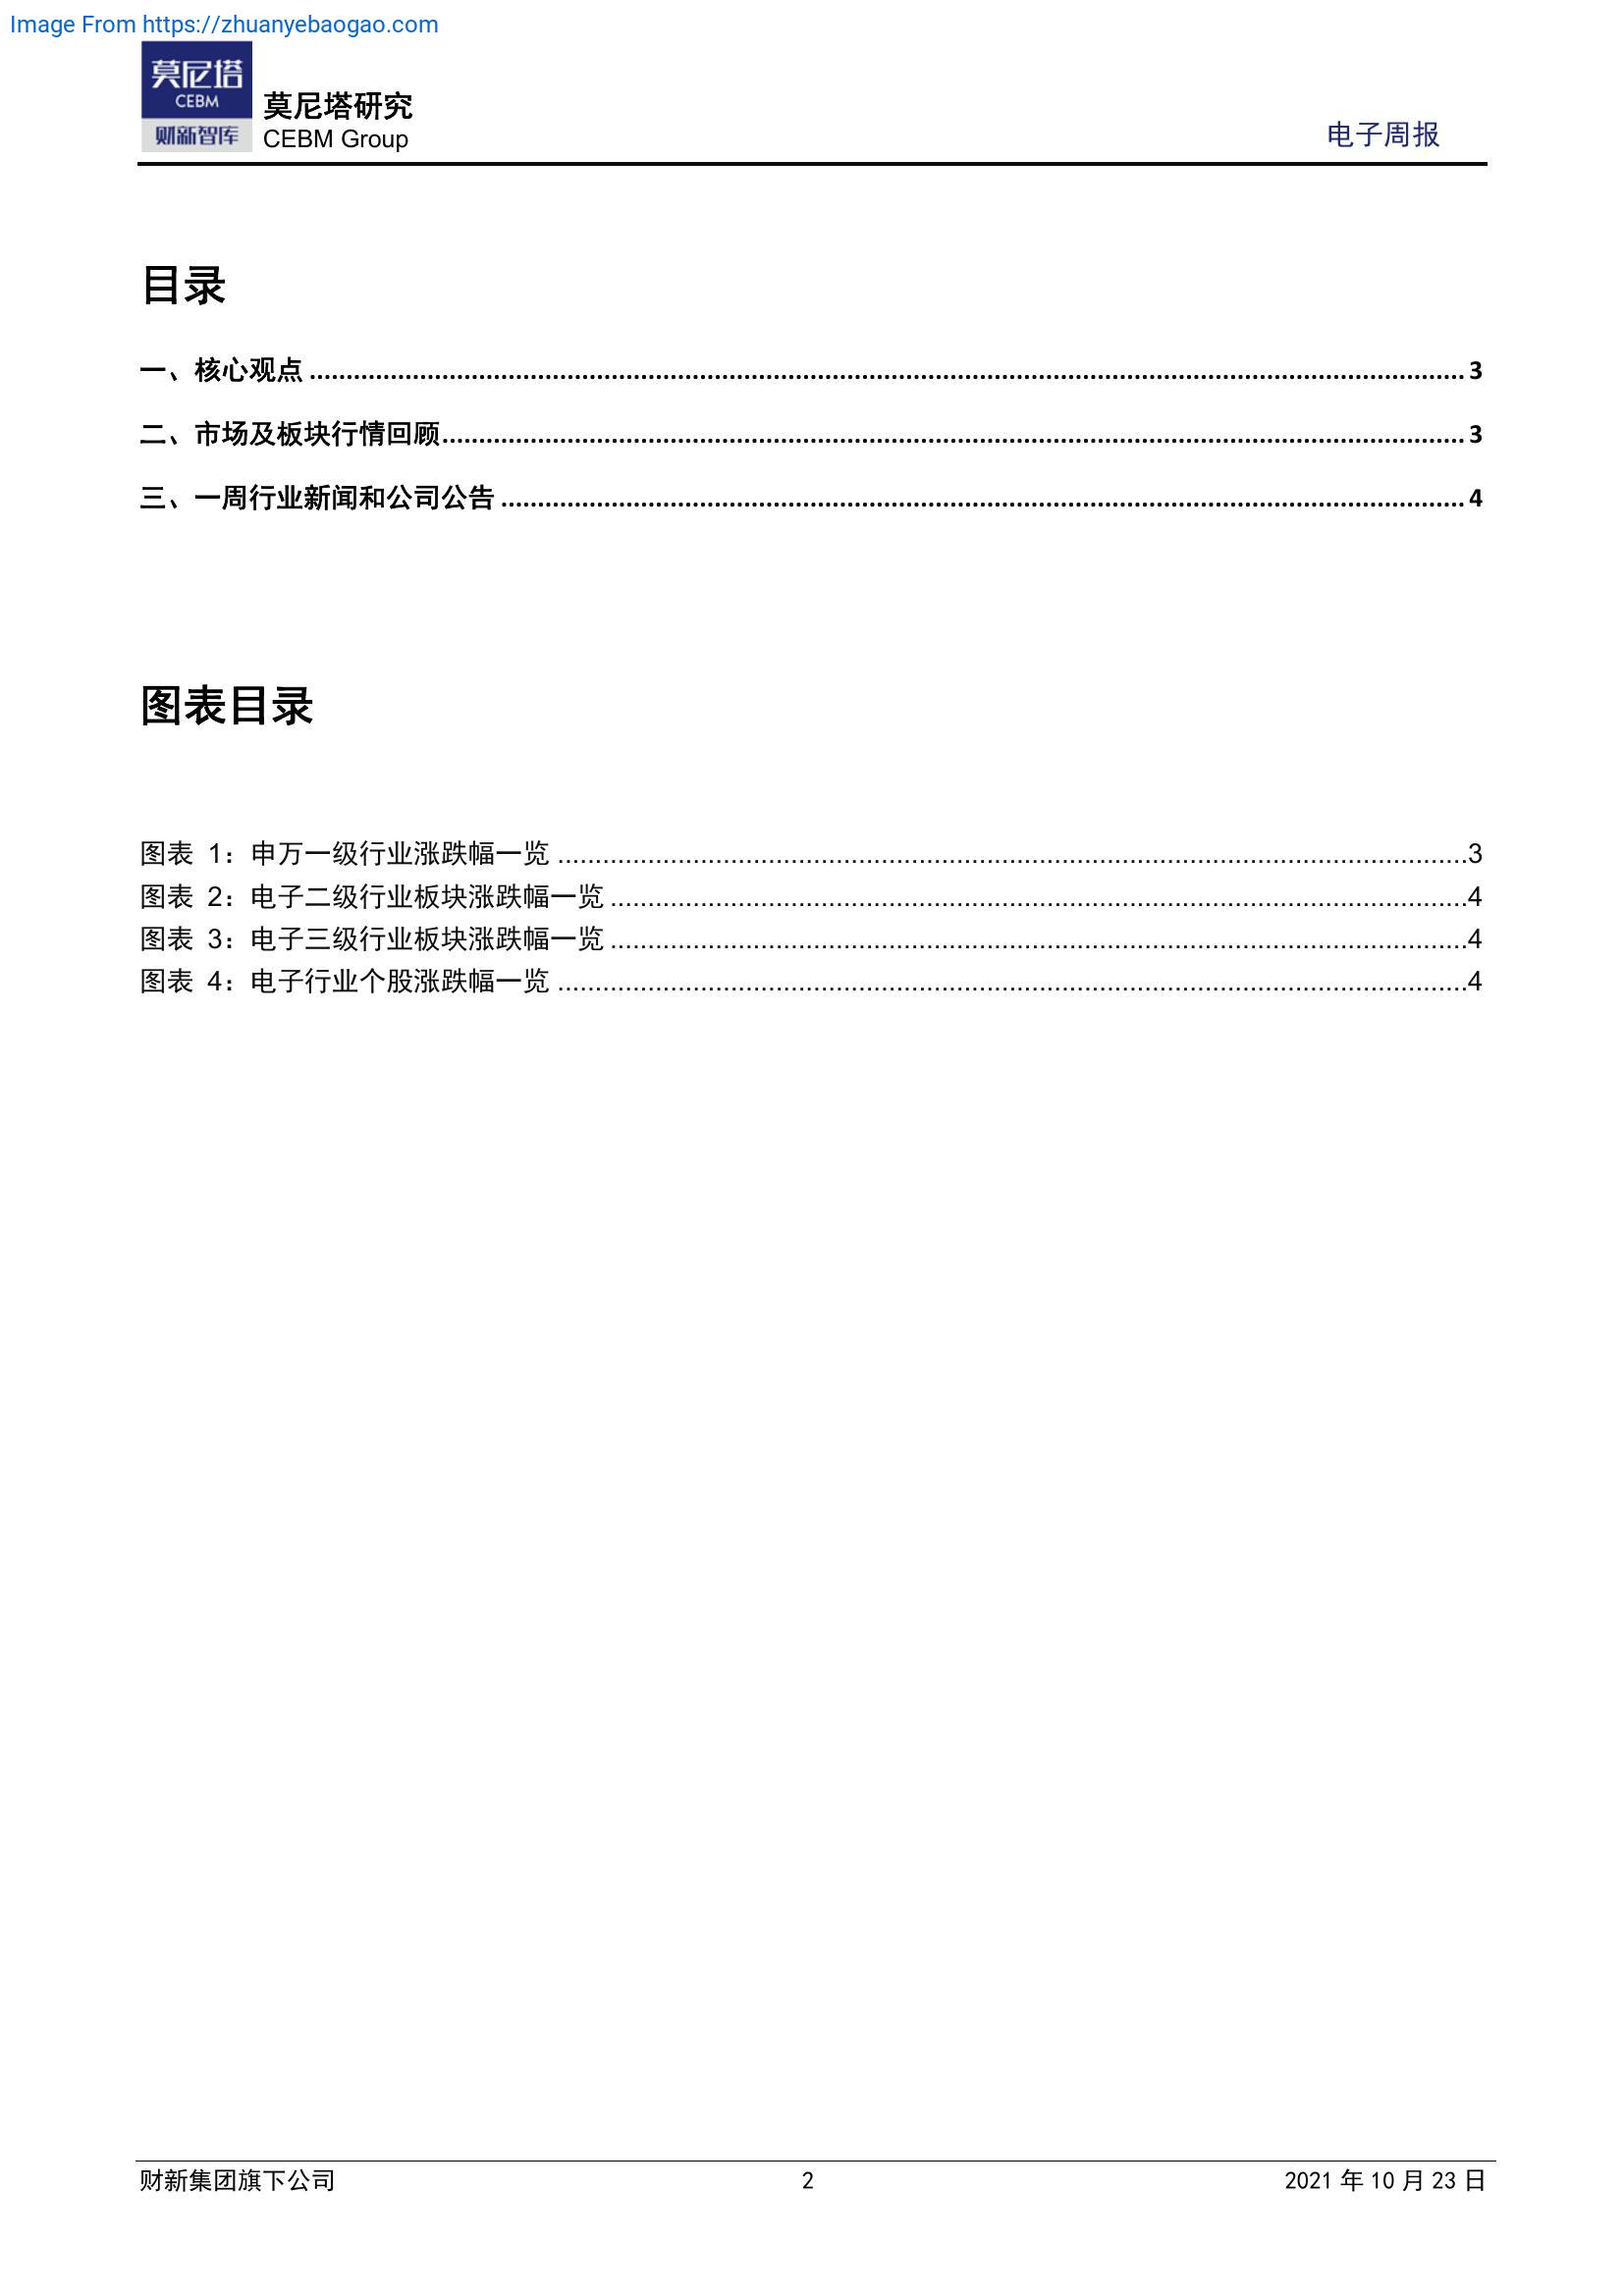 Image From https://zhuanyebaogao.com
莫尼塔
CEBM
财新智库
莫尼塔研究
CEBM Group
电子周报
目录
一、核心观点 ........................................ 3
二、市场及板块行情回顾 ........................................ 3
三、一周行业新闻和公司公告 ........................................ 4
图表目录
图表 1：申万一级行业涨跌幅一览 ........................................ 3
图表 2：电子二级行业板块涨跌幅一览 ........................................ 4
图表 3：电子三级行业板块涨跌幅一览 ........................................ 4
图表 4：电子行业个股涨跌幅一览 ........................................ 4
财新集团旗下公司 2 2021 年 10 月 23 日